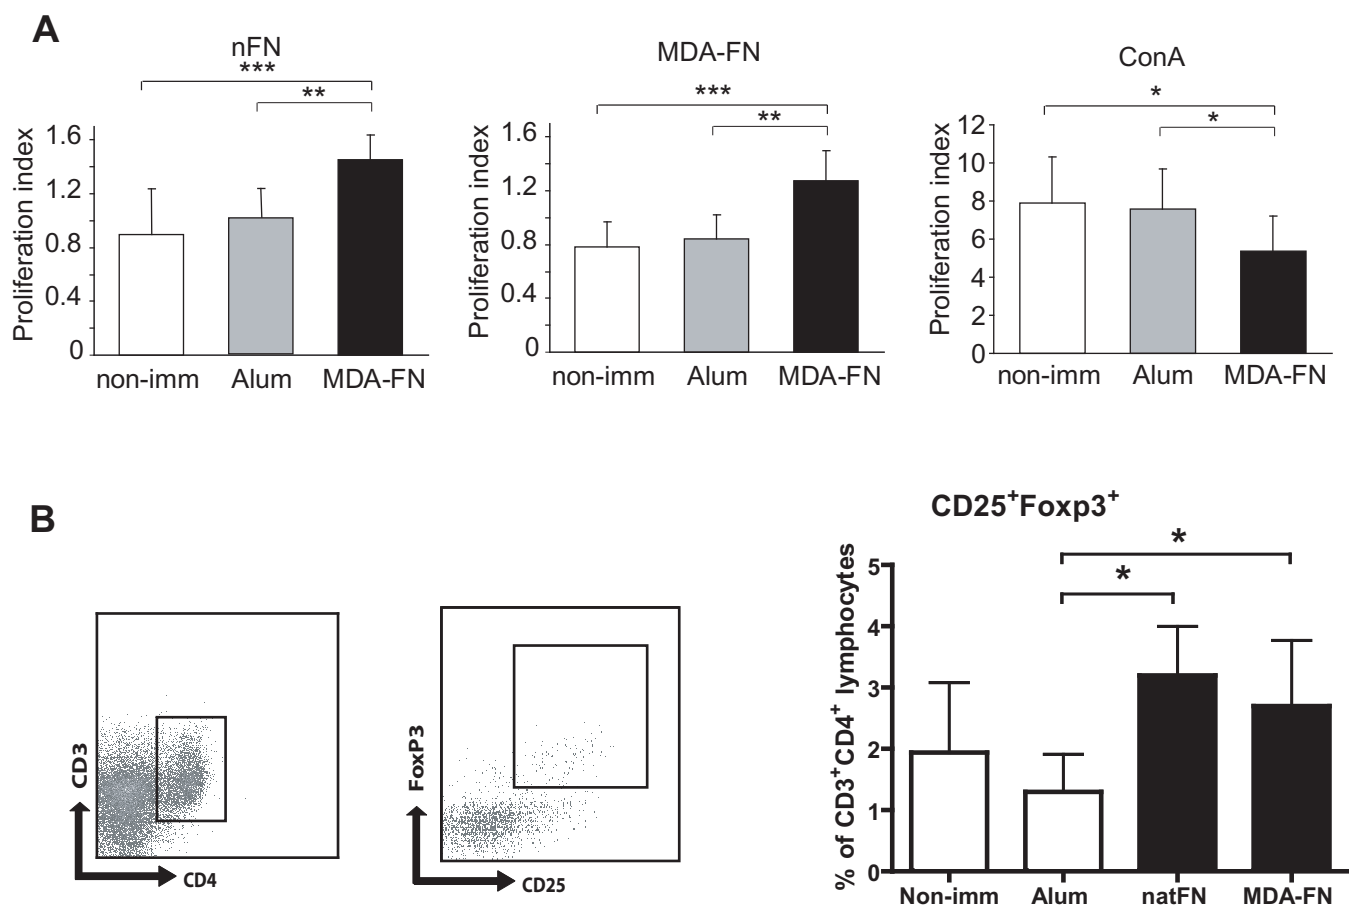 A
nFN
***
**
Proliferation index
1.6
1.2
0.8
0.4
0
non-imm Alum MDA-FN
MDA-FN
***
**
Proliferation index
1.6
1.2
0.8
0.4
0
non-imm Alum MDA-FN
ConA
*
*
Proliferation index
12
10
8
6
4
2
0
non-imm Alum MDA-FN
B
CD3
CD4
FoxP3
CD25
CD25⁺Foxp3⁺
*
*
% of CD3⁺CD4⁺ lymphocytes
5
4
3
2
1
0
Non-imm Alum natFN MDA-FN